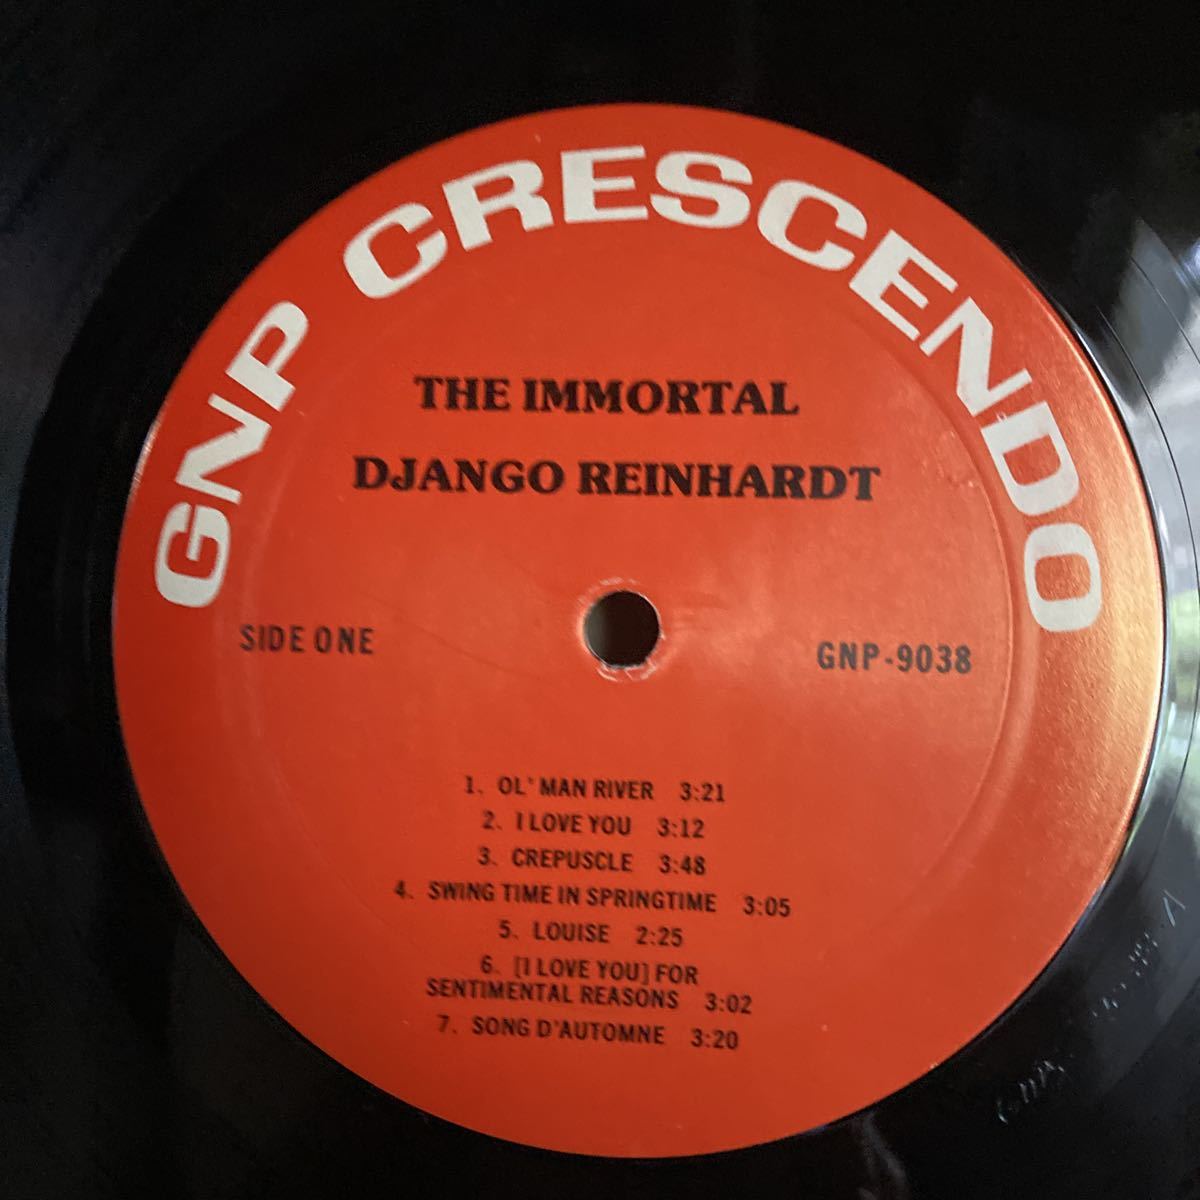 GNP CRESCENDO
THE IMMORTAL
DJANGO REINHARDT
SIDE ONE
GNP-9038
1. OL' MAN RIVER 3:21
2. I LOVE YOU 3:12
3. CREPUSCLE 3:48
4. SWING TIME IN SPRINGTIME 3:05
5. LOUISE 2:25
6. [I LOVE YOU] FOR
SENTIMENTAL REASONS 3:02
7. SONG D'AUTOMNE 3:20